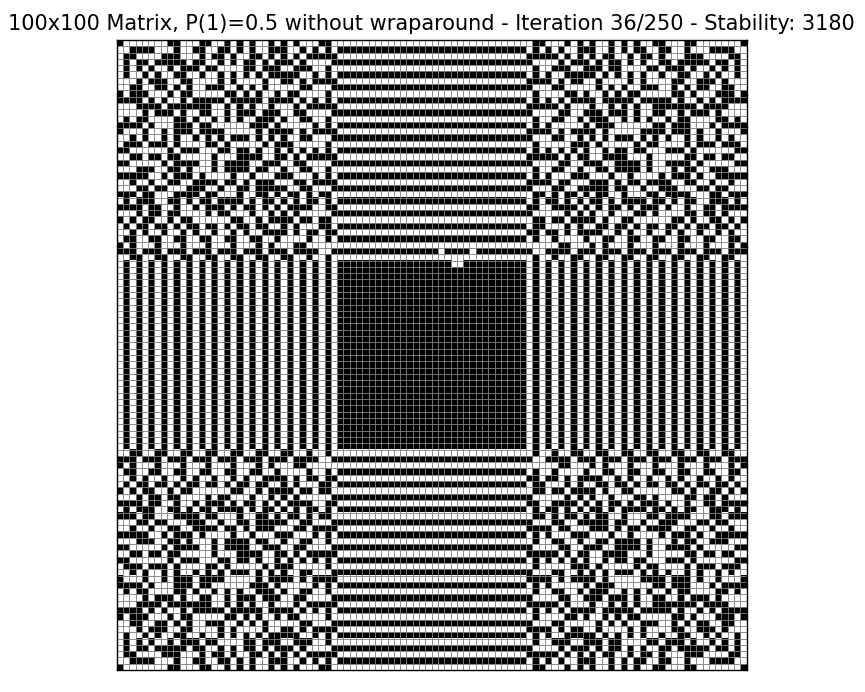 100x100 Matrix, P(1)=0.5 without wraparound - Iteration 36/250 - Stability: 3180